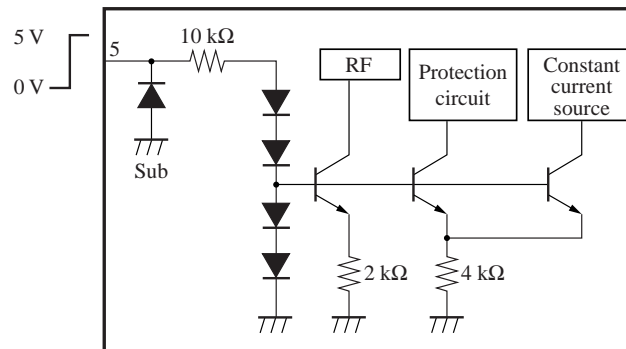 5 V
0 V
5
10 kΩ
RF
Protection
circuit
Constant
current
source
Sub
2 kΩ
4 kΩ